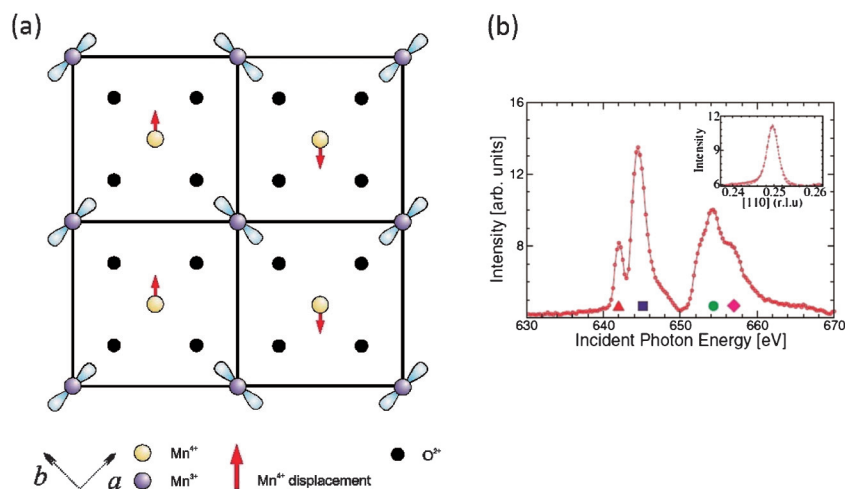 (a)
(b)
16
12
8
Intensity [arb. units]
630
640
650
660
670
Incident Photon Energy [eV]
12
9
6
Intensity
0.24
0.25
0.26
[110] (r.l.u)
b
a
Mn4+
Mn3+
Mn4+ displacement
O2+